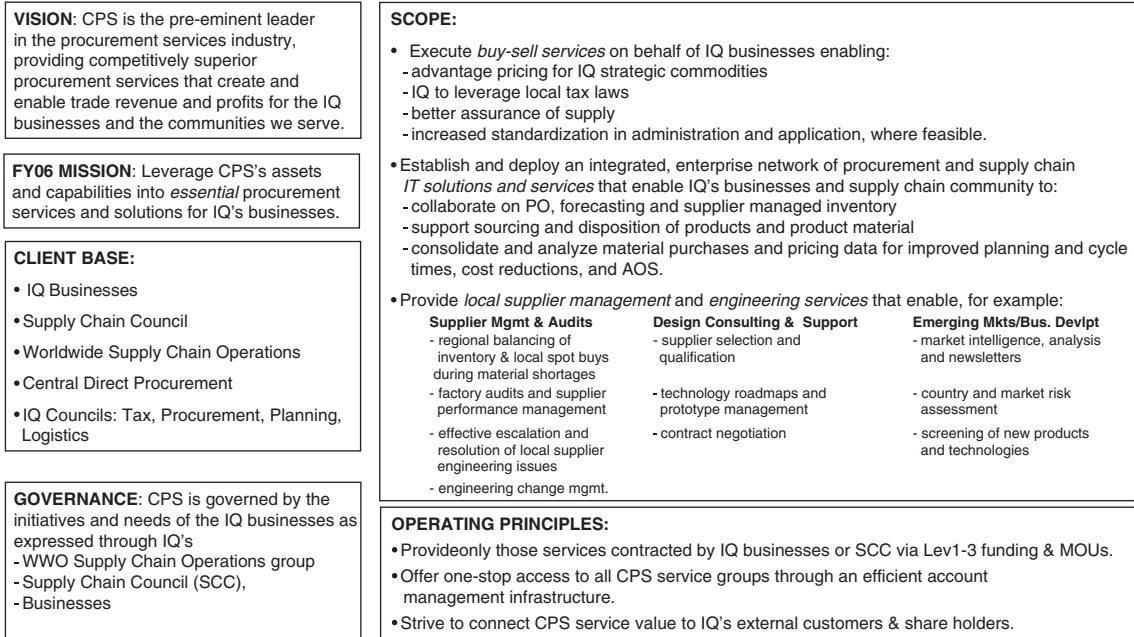 VISION: CPS is the pre-eminent leader
in the procurement services industry,
providing competitively superior
procurement services that create and
enable trade revenue and profits for the IQ
businesses and the communities we serve.
FY06 MISSION: Leverage CPS's assets
and capabilities into essential procurement
services and solutions for IQ's businesses.
CLIENT BASE:
• IQ Businesses
• Supply Chain Council
• Worldwide Supply Chain Operations
• Central Direct Procurement
• IQ Councils: Tax, Procurement, Planning,
Logistics
GOVERNANCE: CPS is governed by the
initiatives and needs of the IQ businesses as
expressed through IQ's
- WWO Supply Chain Operations group
- Supply Chain Council (SCC),
- Businesses
SCOPE:
• Execute buy-sell services on behalf of IQ businesses enabling:
- advantage pricing for IQ strategic commodities
- IQ to leverage local tax laws
- better assurance of supply
- increased standardization in administration and application, where feasible.
• Establish and deploy an integrated, enterprise network of procurement and supply chain
IT solutions and services that enable IQ's businesses and supply chain community to:
- collaborate on PO, forecasting and supplier managed inventory
- support sourcing and disposition of products and product material
- consolidate and analyze material purchases and pricing data for improved planning and cycle
times, cost reductions, and AOS.
• Provide local supplier management and engineering services that enable, for example:
Supplier Mgmt & Audits
- regional balancing of
inventory & local spot buys
during material shortages
- factory audits and supplier
performance management
- effective escalation and
resolution of local supplier
engineering issues
- engineering change mgmt.
Design Consulting & Support
- supplier selection and
qualification
- technology roadmaps and
prototype management
- contract negotiation
Emerging Mkts/Bus. Devlpt
- market intelligence, analysis
and newsletters
- country and market risk
assessment
- screening of new products
and technologies
OPERATING PRINCIPLES:
• Provideonly those services contracted by IQ businesses or SCC via Lev1-3 funding & MOUs.
• Offer one-stop access to all CPS service groups through an efficient account
management infrastructure.
• Strive to connect CPS service value to IQ's external customers & share holders.